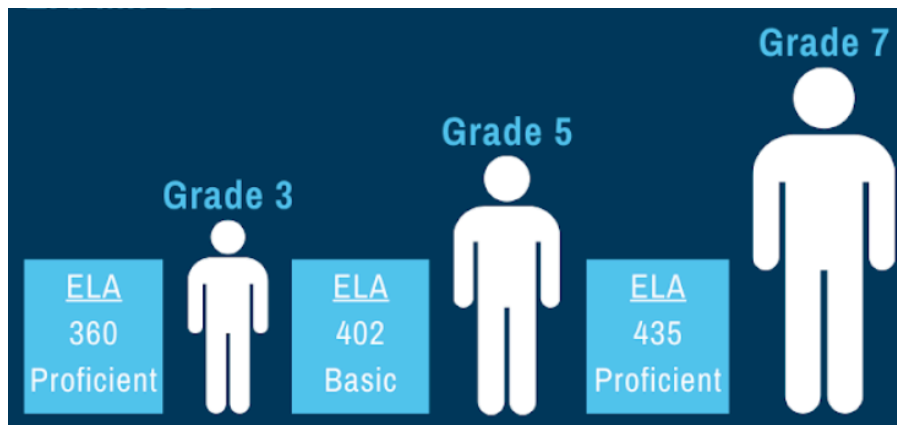 Grade 7
Grade 5
Grade 3
ELA
360
Proficient
ELA
402
Basic
ELA
435
Proficient